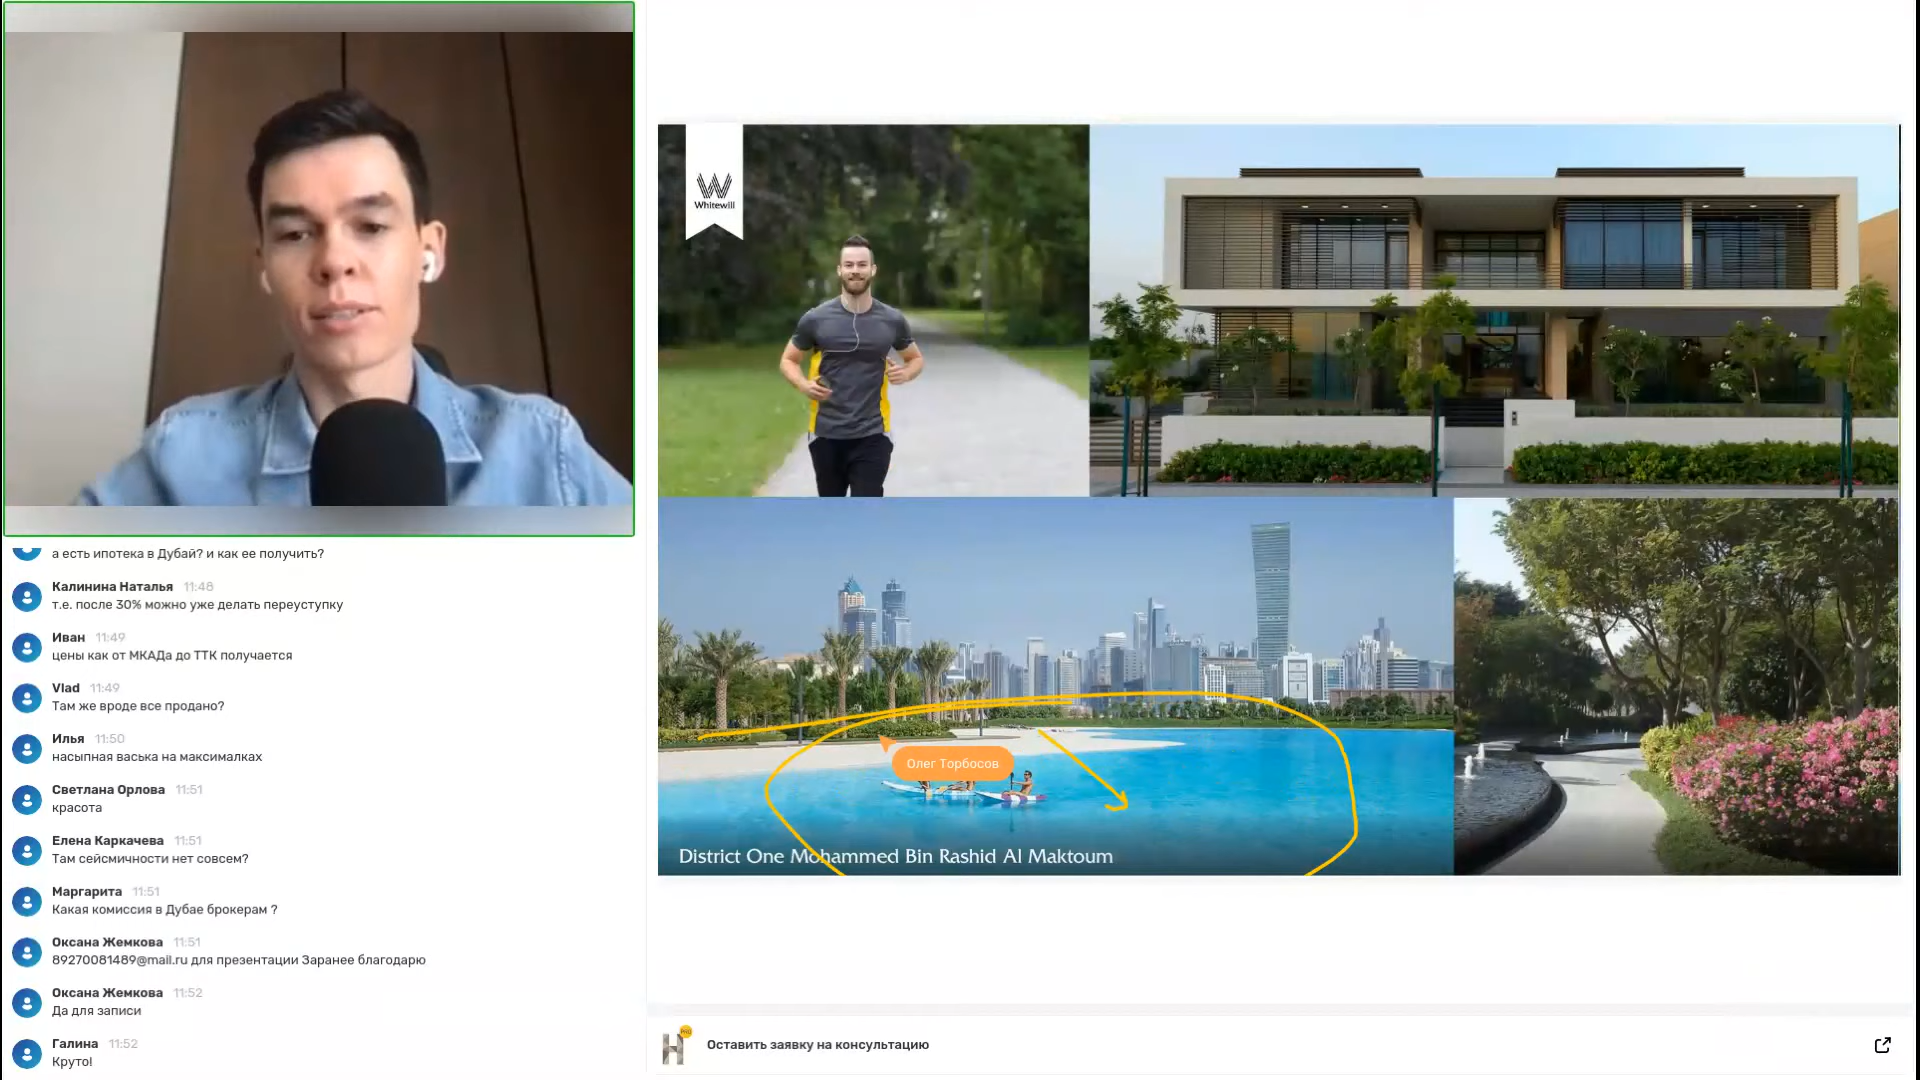 Whitewill
Олег Торбосов
District One Mohammed Bin Rashid Al Maktoum
а есть ипотека в Дубай? и как ее получить?
Калинина Наталья 11:48
т.е. после 30% можно уже делать переуступку
Иван 11:49
цены как от МКАДа до ТТК получается
Vlad 11:49
Там же вроде все продано?
Илья 11:50
насыпная васька на максималках
Светлана Орлова 11:51
красота
Елена Каркачева 11:51
Там сейсмичности нет совсем?
Маргарита 11:51
Какая комиссия в Дубае брокерам ?
Оксана Жемкова 11:51
89270081489@mail.ru для презентации Заранее благодарю
Оксана Жемкова 11:52
Да для записи
Галина 11:52
Круто!
PRO
Оставить заявку на консультацию